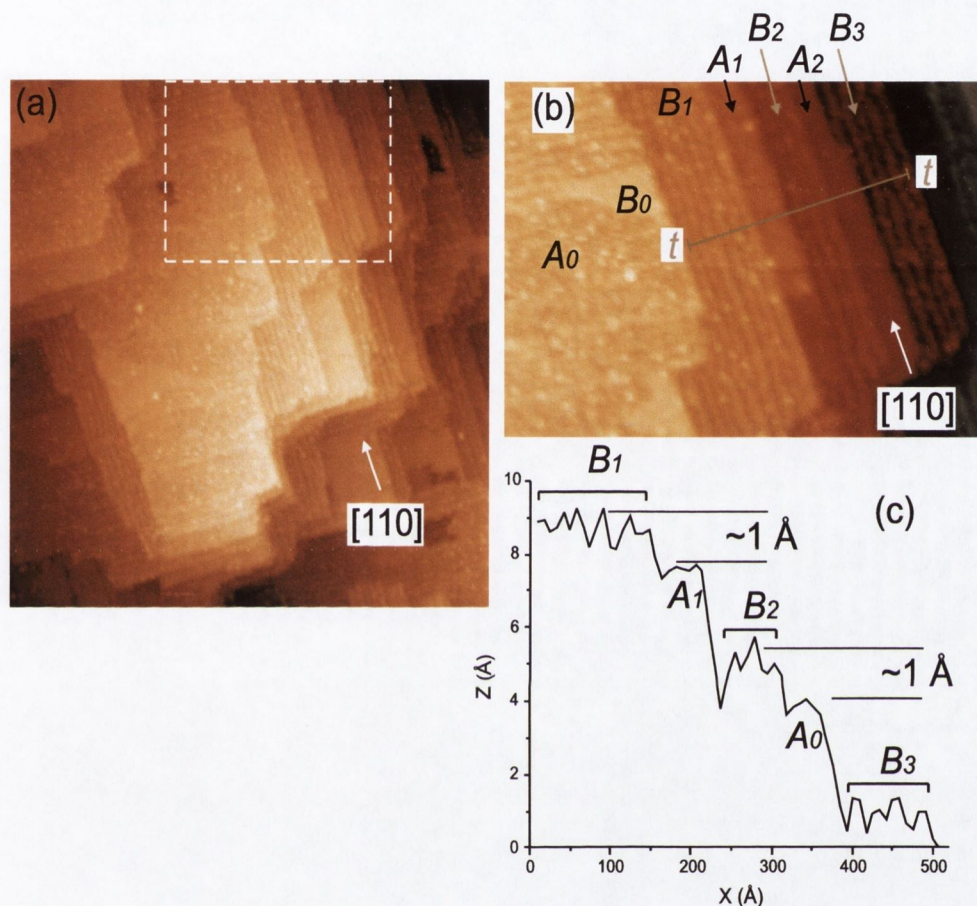 (a)
[110]
B2 B3
A1 A2
(b) B1
B0 t
A0 t
[110]
(c)
B1
~1 Å
A1
B2
~1 Å
A0
B3
Z (Å)
10
8
6
4
2
0
0 100 200 300 400 500
X (Å)